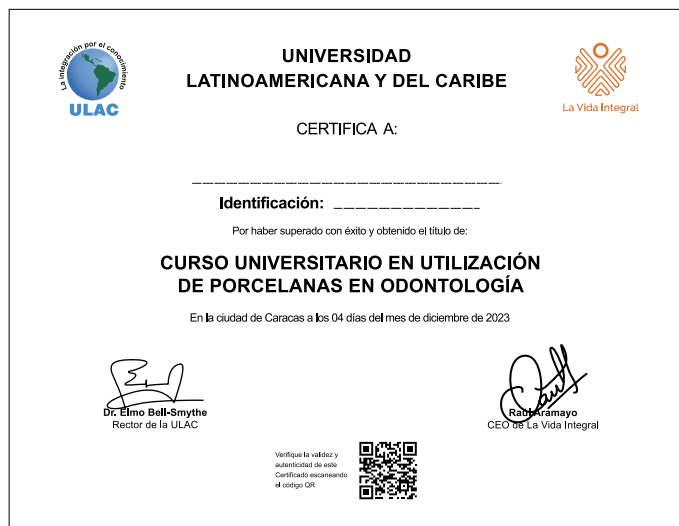 La integración por el conocimiento
ULAC
UNIVERSIDAD
LATINOAMERICANA Y DEL CARIBE
La Vida Integral
CERTIFICA A:
Identificación: _ _ _ _ _ _ _ _ _ _ _ _
Por haber superado con éxito y obtenido el título de:
CURSO UNIVERSITARIO EN UTILIZACIÓN
DE PORCELANAS EN ODONTOLOGÍA
En la ciudad de Caracas a los 04 días del mes de diciembre de 2023
Dr. Elmo Bell-Smythe
Rector de la ULAC
Raúl Aramayo
CEO de La Vida Integral
Verifique la validez y
autenticidad de este
Certificado escaneando
el código QR